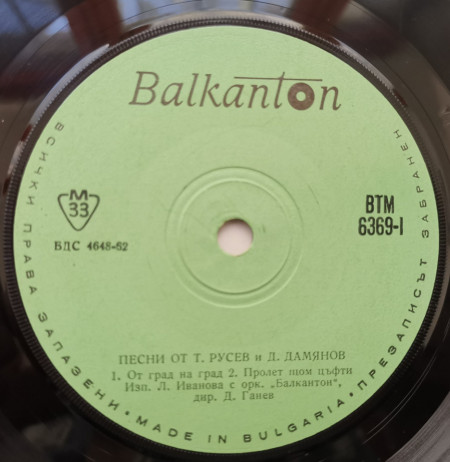 Balkanton
ВСИЧКИ ПРАВА ЗАПАЗЕНИ • MADE IN BULGARIA • ПРЕЗАПИСЪТ ЗАБРАНЕН
М
33
БДС 4648-62
ВТМ
6369-I
ПЕСНИ ОТ Т. РУСЕВ и Д. ДАМЯНОВ
1. От град на град 2. Пролет щом цъфти
Изп. Л. Иванова с орк. „Балкантон",
дир. Д. Ганев